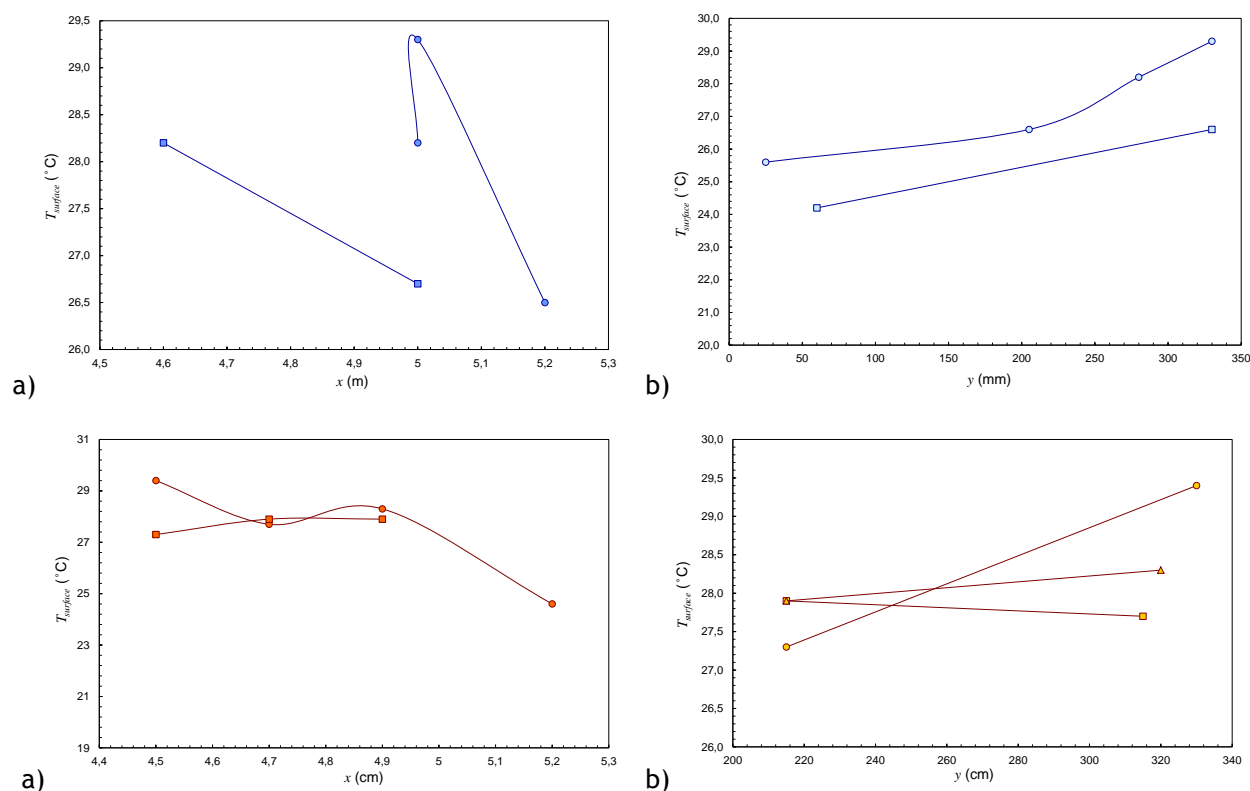 29,5
29,0
28,5
28,0
27,5
27,0
26,5
26,0
T surface (°C)
4,5 4,6 4,7 4,8 4,9 5 5,1 5,2 5,3
x (m)
a)
30,0
29,0
28,0
27,0
26,0
25,0
24,0
23,0
22,0
21,0
20,0
T surface (°C)
0 50 100 150 200 250 300 350
y (mm)
b)
31
29
27
25
23
21
19
T surface (°C)
4,4 4,5 4,6 4,7 4,8 4,9 5 5,1 5,2 5,3
x (cm)
a)
30,0
29,5
29,0
28,5
28,0
27,5
27,0
26,5
26,0
T surface (°C)
200 220 240 260 280 300 320 340
y (cm)
b)